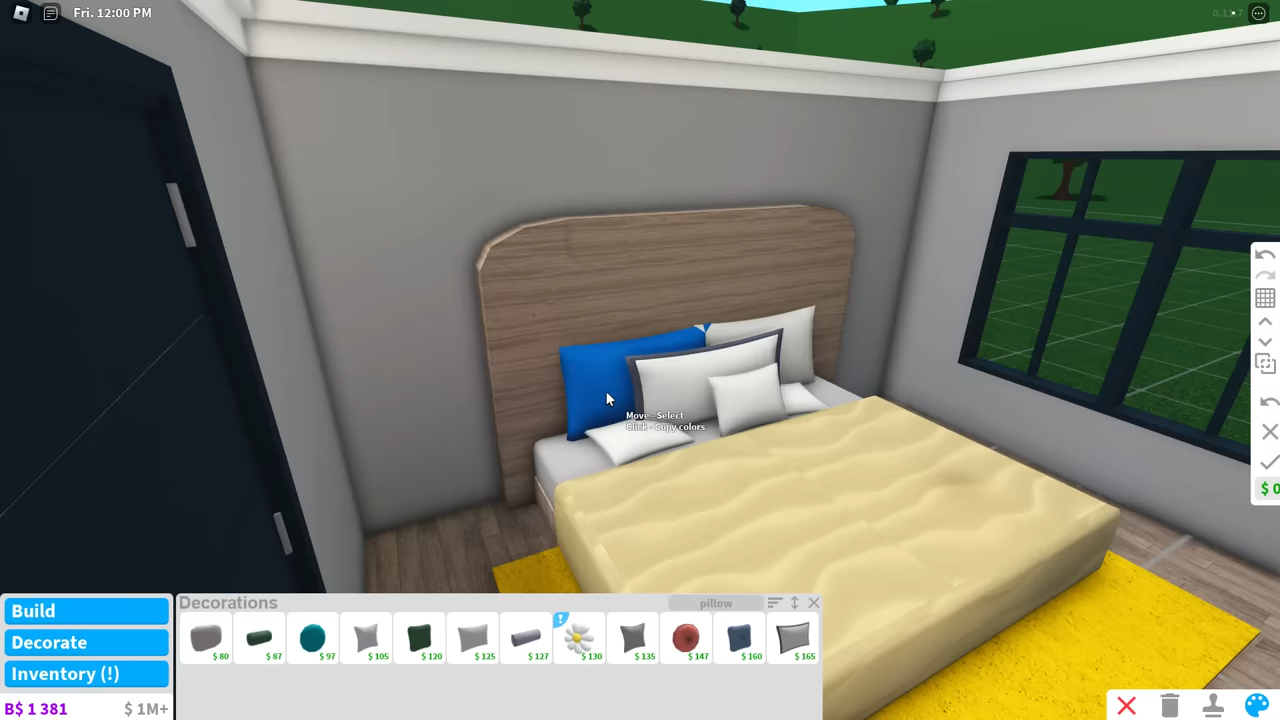 Fri. 12:00 PM
Move - Select
Click - Copy colors
$ 0
Build
Decorate
Inventory (!)
B$ 1 381
$ 1M+
Decorations
pillow
$ 80
$ 87
$ 97
$ 105
$ 120
$ 125
$ 127
!
$ 130
$ 135
$ 147
$ 160
$ 165